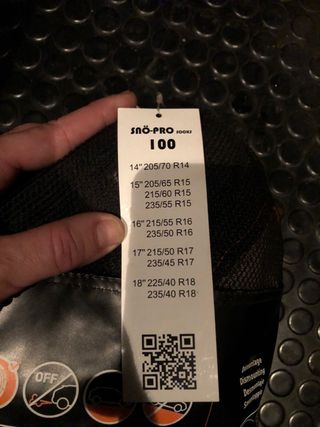 SNÖ-PRO SOCKS
100
14" 205/70 R14
15" 205/65 R15
215/60 R15
235/55 R15
16" 215/55 R16
235/50 R16
17" 215/50 R17
235/45 R17
18" 225/40 R18
235/40 R18
OFF
Dismounting
Desmontaje